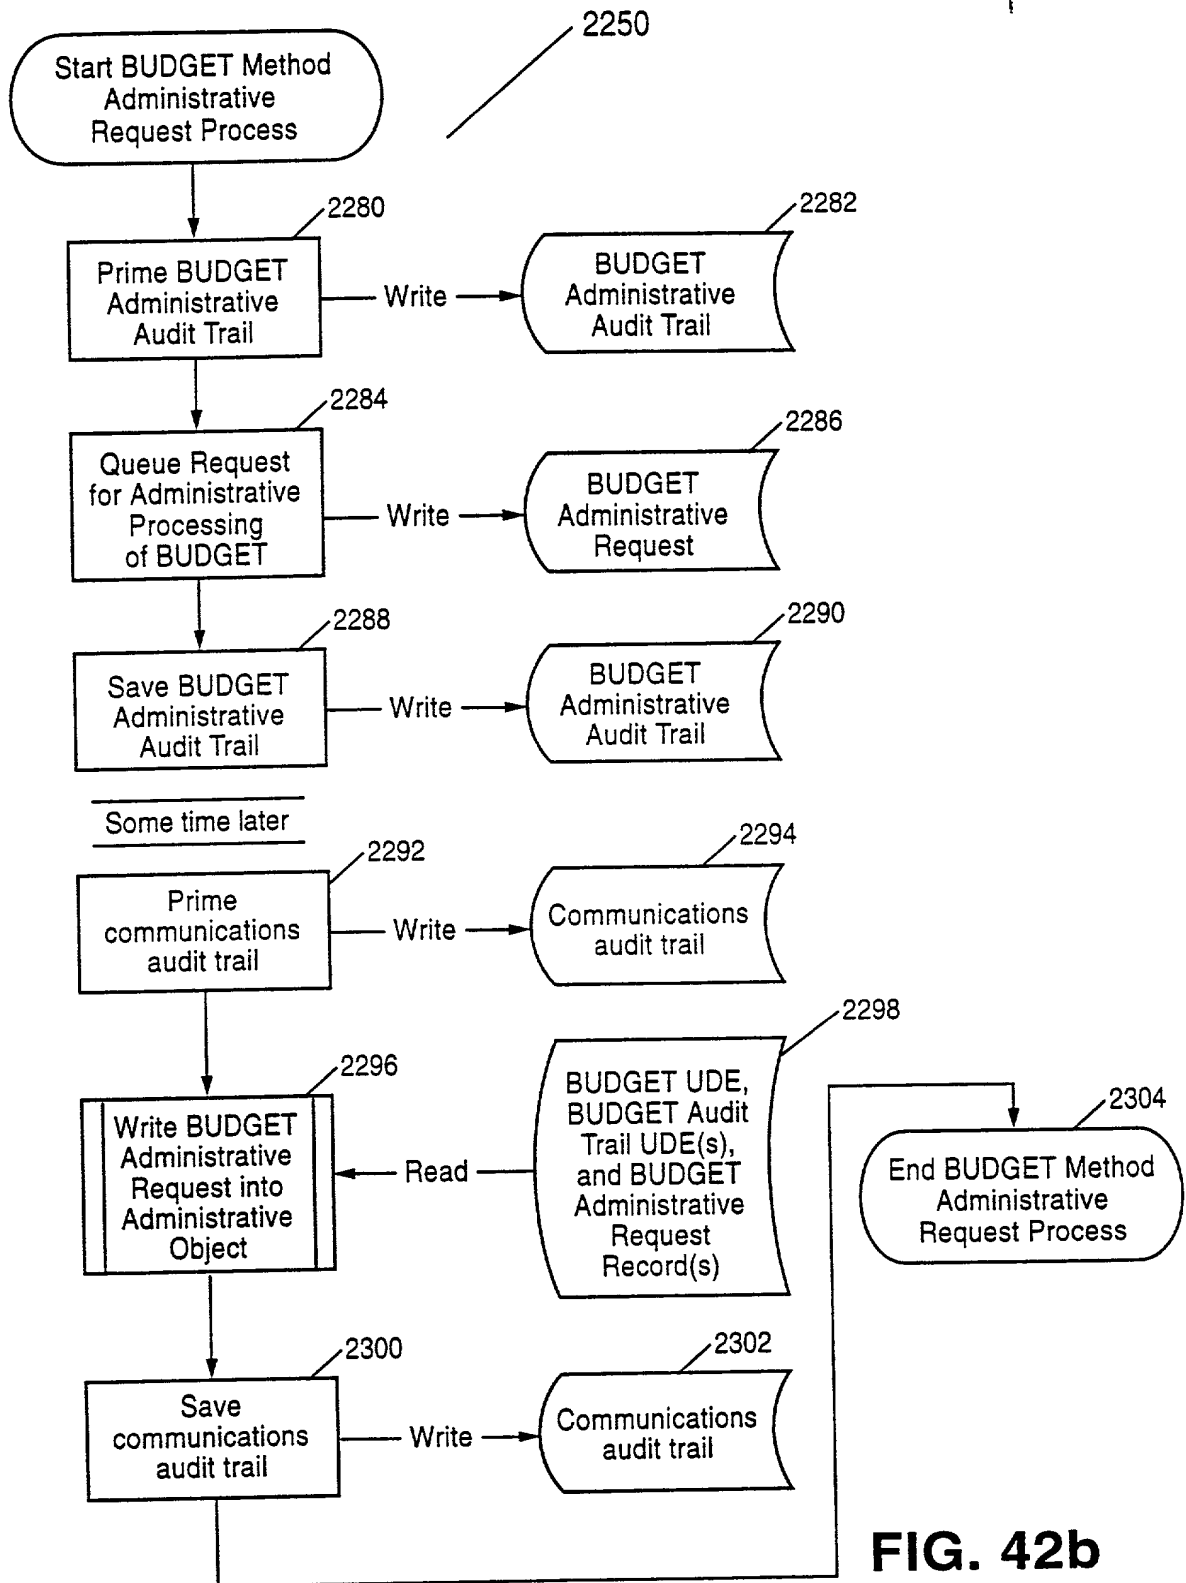 2250
Start BUDGET Method
Administrative
Request Process
2280
Prime BUDGET
Administrative
Audit Trail
Write
2282
BUDGET
Administrative
Audit Trail
2284
Queue Request
for Administrative
Processing
of BUDGET
Write
2286
BUDGET
Administrative
Request
2288
Save BUDGET
Administrative
Audit Trail
Write
2290
BUDGET
Administrative
Audit Trail
Some time later
2292
Prime
communications
audit trail
Write
2294
Communications
audit trail
2296
Write BUDGET
Administrative
Request into
Administrative
Object
Read
2298
BUDGET UDE,
BUDGET Audit
Trail UDE(s),
and BUDGET
Administrative
Request
Record(s)
2300
Save
communications
audit trail
Write
2302
Communications
audit trail
2304
End BUDGET Method
Administrative
Request Process
FIG. 42b